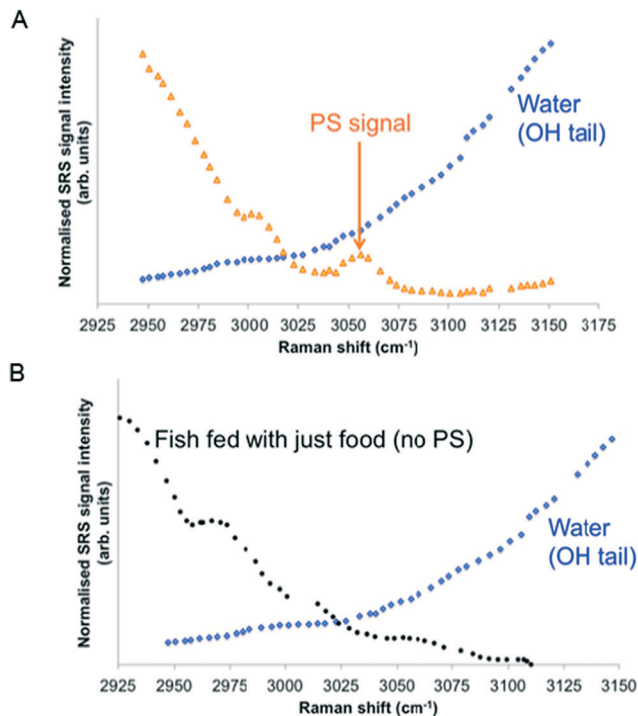 A
Normalised SRS signal intensity
(arb. units)
PS signal
Water
(OH tail)
2925 2950 2975 3000 3025 3050 3075 3100 3125 3150 3175
Raman shift (cm⁻¹)
B
Normalised SRS signal intensity
(arb. units)
Fish fed with just food (no PS)
Water
(OH tail)
2925 2950 2975 3000 3025 3050 3075 3100 3125 3150
Raman shift (cm⁻¹)